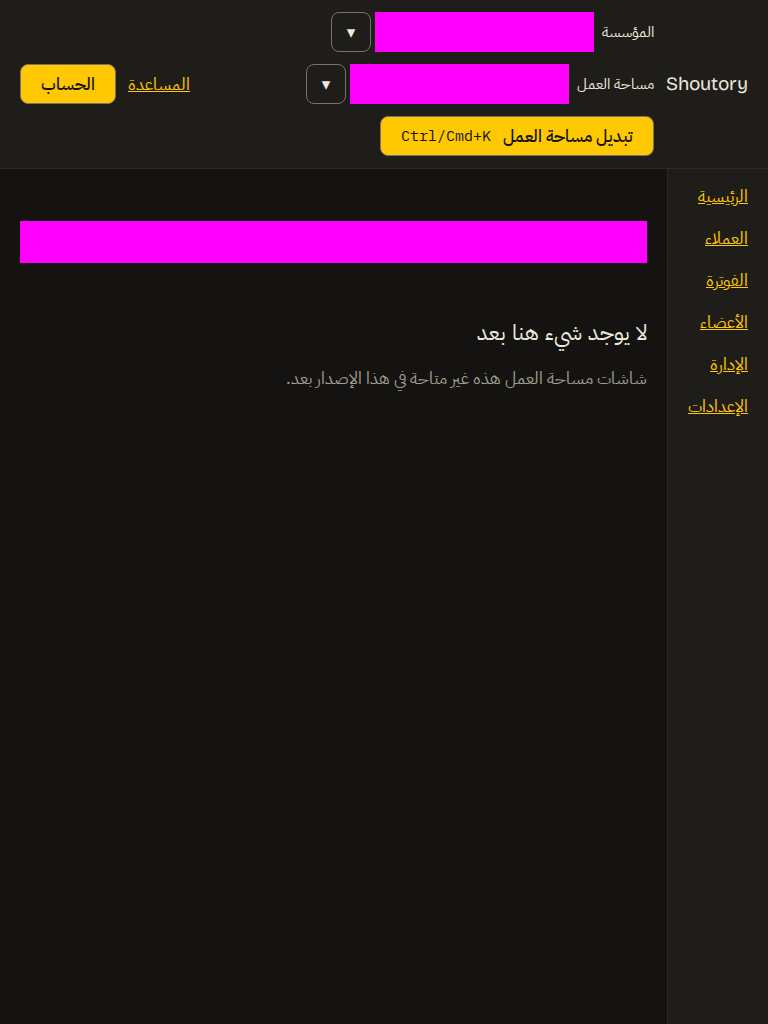 المؤسسة
▼
Shoutory
مساحة العمل
▼
المساعدة
الحساب
تبديل مساحة العمل Ctrl/Cmd+K
الرئيسية
العملاء
الفوترة
الأعضاء
الإدارة
الإعدادات
لا يوجد شيء هنا بعد
شاشات مساحة العمل هذه غير متاحة في هذا الإصدار بعد.